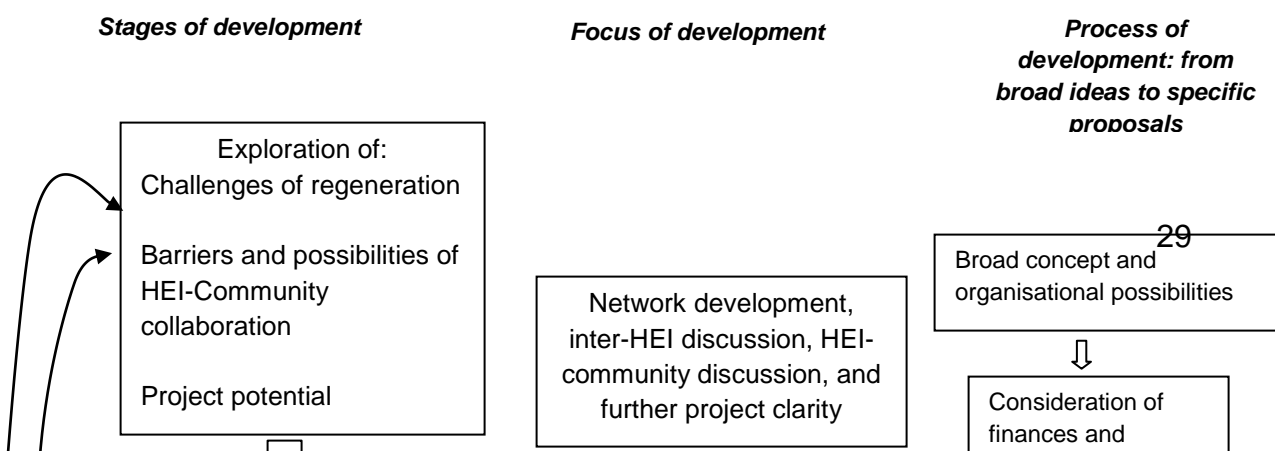 Stages of development
Focus of development
Process of
development: from
broad ideas to specific
proposals
Exploration of:
Challenges of regeneration
Barriers and possibilities of
HEI-Community
collaboration
Project potential
Network development,
inter-HEI discussion, HEI-
community discussion, and
further project clarity
29
Broad concept and
organisational possibilities
Consideration of
finances and